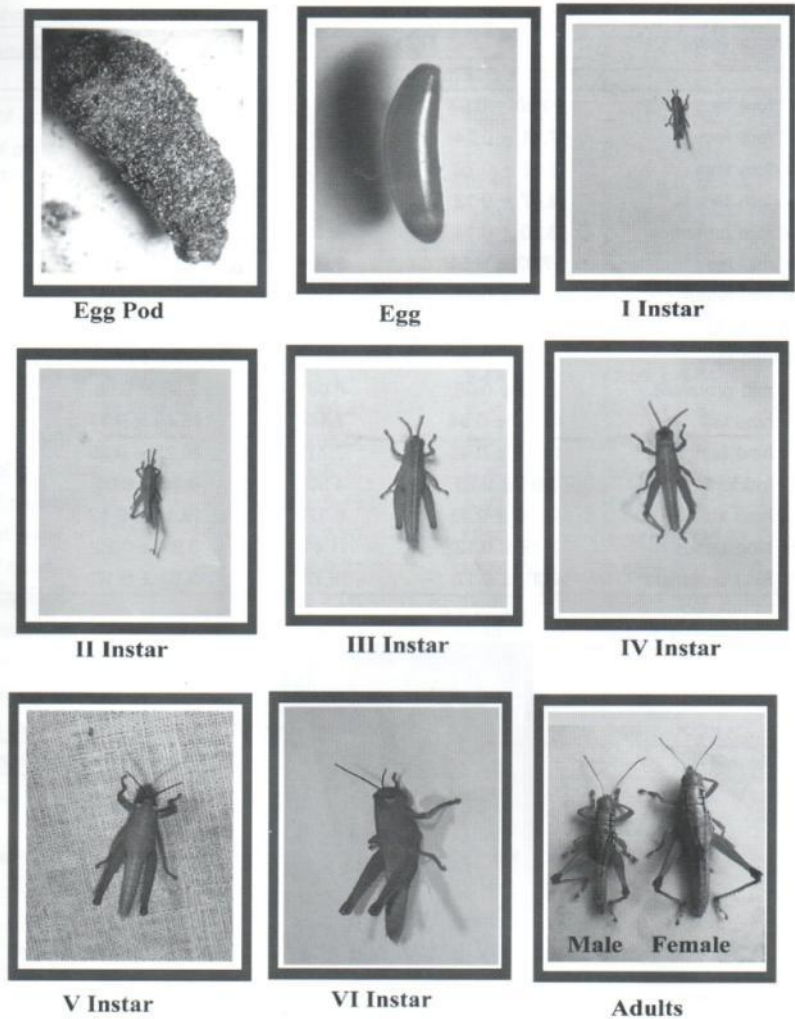 Egg Pod
Egg
I Instar
II Instar
III Instar
IV Instar
Male Female
V Instar
VI Instar
Adults